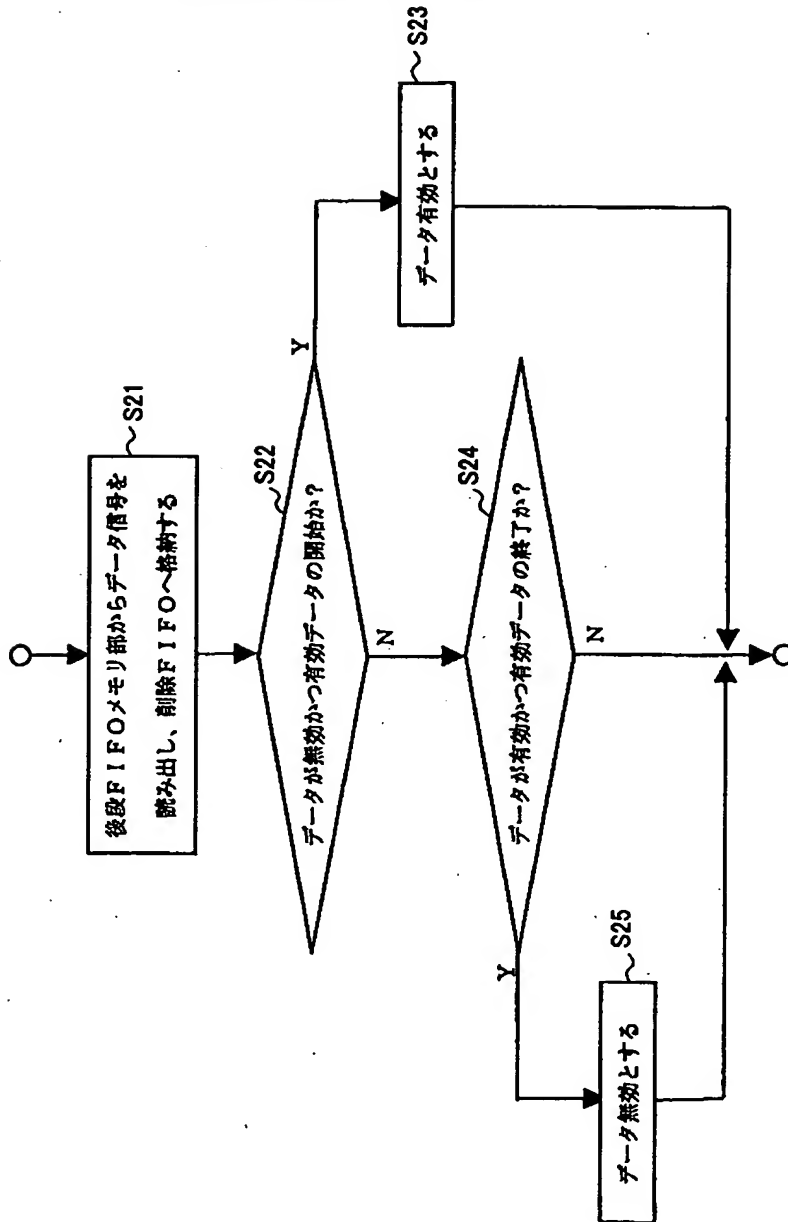 後段FIFOメモリ部からデータ信号を
読み出し、削除FIFOへ格納する
S21
データが無効かつ有効データの開始か?
S22
Y
N
データ有効とする
S23
データが有効かつ有効データの終了か?
S24
Y
N
データ無効とする
S25